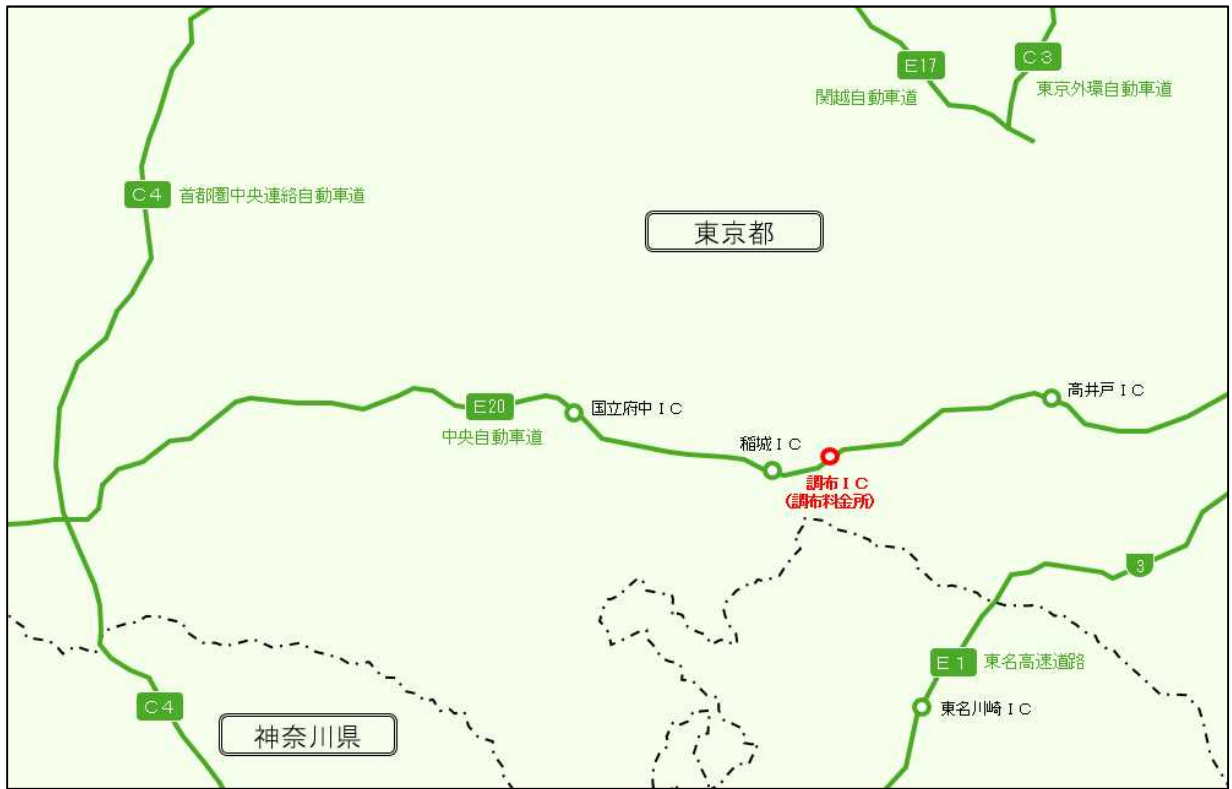 E17
関越自動車道
C3
東京外環自動車道
C4
首都圏中央連絡自動車道
東京都
高井戸IC
E20
中央自動車道
国立府中IC
稲城IC
調布IC
(調布料金所)
3
E1
東名高速道路
東名川崎IC
C4
神奈川県